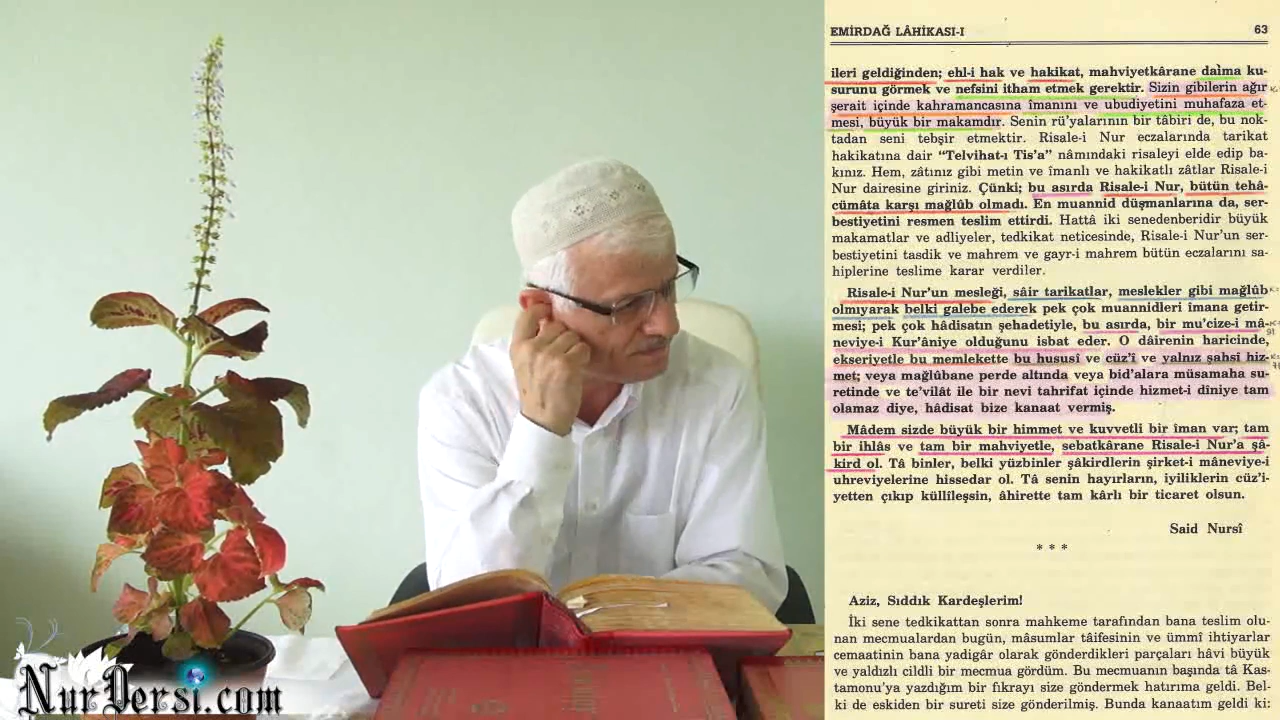 EMİRDAĞ LÂHİKASI-I 63
ileri geldiğinden; ehl-i hak ve hakikat, mahviyetkârane daima ku-
surunu görmek ve nefsini itham etmek gerektir. Sizin gibilerin ağır
şerait içinde kahramancasına îmanını ve ubudiyetini muhafaza et-
mesi, büyük bir makamdır. Senin rü'yalarının bir tâbiri de, bu nok-
tadan seni tebşir etmektir. Risale-i Nur eczalarında tarikat
hakikatına dair "Telvihat-ı Tis'a" nâmındaki risaleyi elde edip ba-
kınız. Hem, zâtınız gibi metin ve îmanlı ve hakikatlı zâtlar Risale-i
Nur dairesine giriniz. Çünki; bu asırda Risale-i Nur, bütün tehâ-
cümâta karşı mağlûb olmadı. En muannid düşmanlarına da, ser-
bestiyetini resmen teslim ettirdi. Hattâ iki senedenberidir büyük
makamatlar ve adliyeler, tedkikat neticesinde, Risale-i Nur'un ser-
bestiyetini tasdik ve mahrem ve gayr-i mahrem bütün eczalarını sa-
hiplerine teslime karar verdiler.
Risale-i Nur'un mesleği, sâir tarikatlar, meslekler gibi mağlûb
olmıyarak belki galebe ederek pek çok muannidleri îmana getir-
mesi; pek çok hâdisatın şehadetiyle, bu asırda, bir mu'cize-i mâ-
neviye-i Kur'âniye olduğunu isbat eder. O dâirenin haricinde,
ekseriyetle bu memlekette bu hususî ve cüz'î ve yalnız şahsî hiz-
met; veya mağlûbane perde altında veya bid'alara müsamaha su-
retinde ve te'vilât ile bir nevi tahrifat içinde hizmet-i dîniye tam
olamaz diye, hâdisat bize kanaat vermiş.
Mâdem sizde büyük bir himmet ve kuvvetli bir îman var; tam
bir ihlâs ve tam bir mahviyetle, sebatkârane Risale-i Nur'a şâ-
kird ol. Tâ binler, belki yüzbinler şâkirdlerin şirket-i mâneviye-i
uhreviyelerine hissedar ol. Tâ senin hayırların, iyiliklerin cüz'i-
yetten çıkıp küllîleşsin, âhirette tam kârlı bir ticaret olsun.
Said Nursî
* * *
Aziz, Sıddık Kardeşlerim!
İki sene tedkikattan sonra mahkeme tarafından bana teslim olu-
nan mecmualardan bugün, mâsumlar tâifesinin ve ümmî ihtiyarlar
cemaatinin bana yadigâr olarak gönderdikleri parçaları hâvi büyük
ve yaldızlı cildli bir mecmua gördüm. Bu mecmuanın başında tâ Kas-
tamonu'ya yazdığım bir fıkrayı size göndermek hatırıma geldi. Bel-
ki de eskiden bir sureti size gönderilmiş. Bunda kanaatım geldi ki:
NurDersi.com